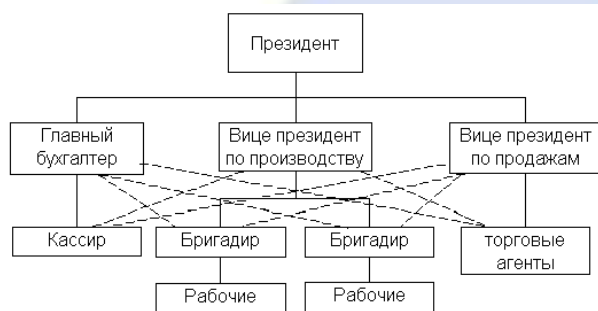 Президент
Главный
бухгалтер
Вице президент
по производству
Вице президент
по продажам
Кассир
Бригадир
Бригадир
торговые
агенты
Рабочие
Рабочие